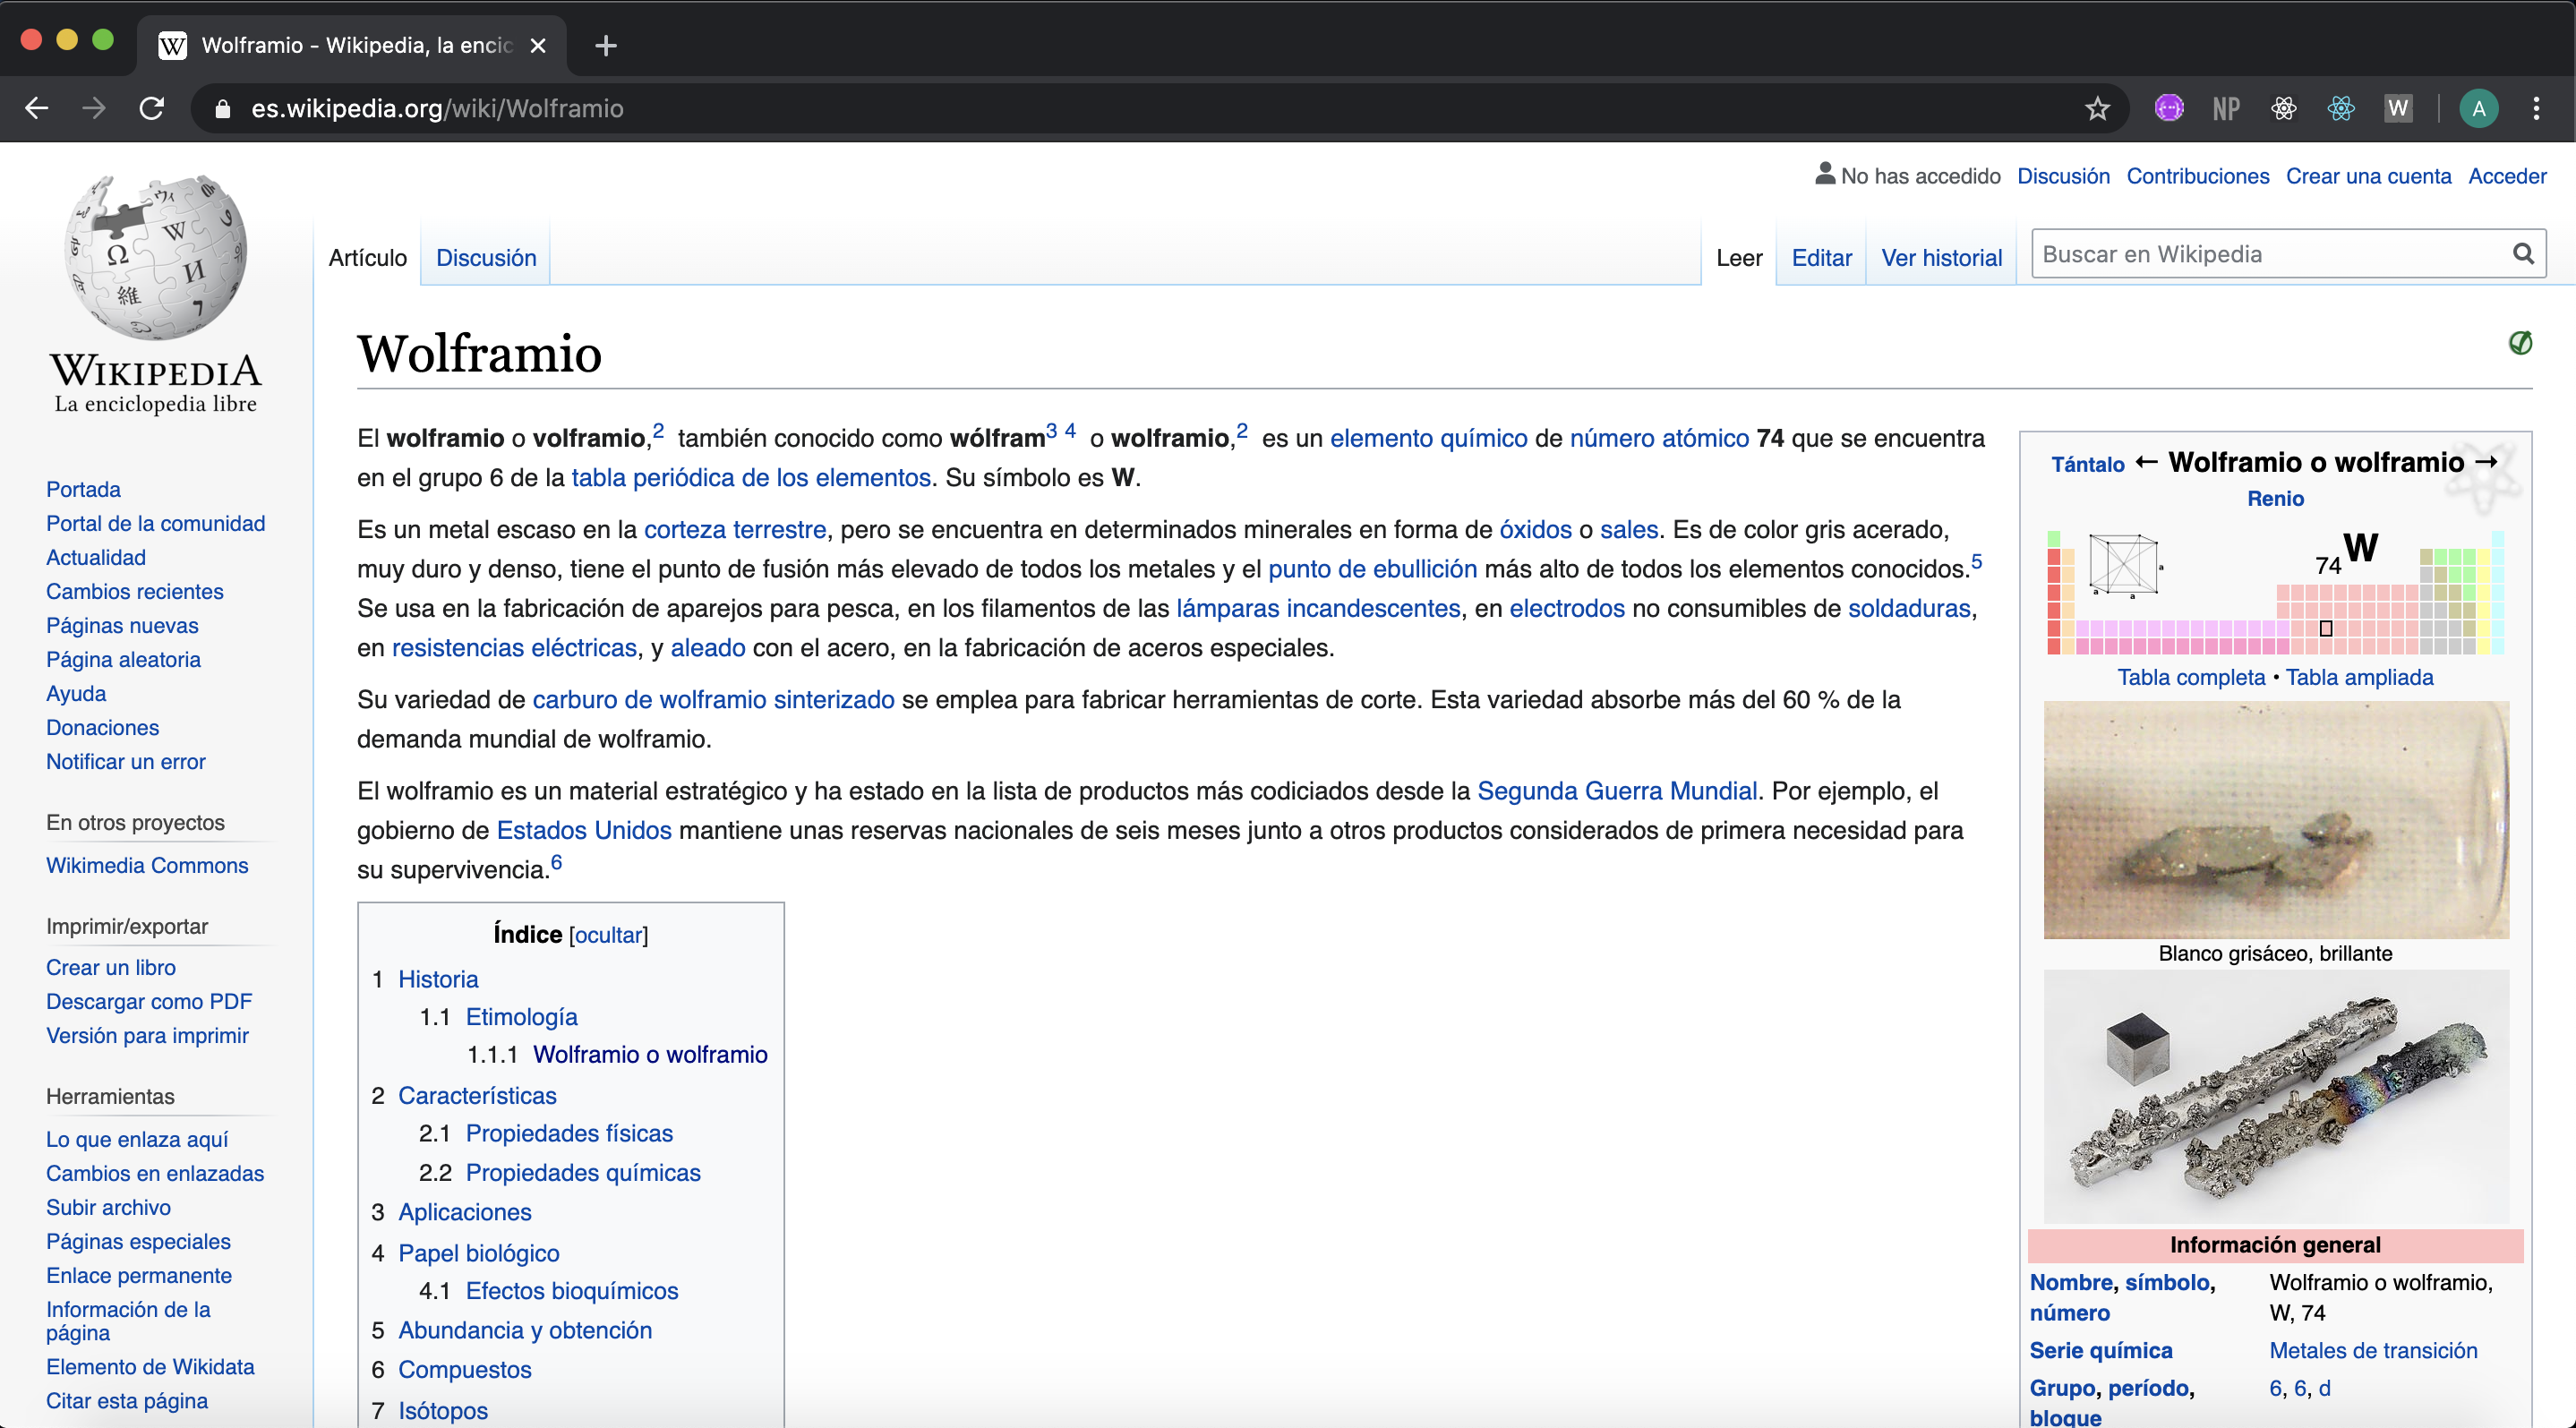 Wolframio - Wikipedia, la encic
es.wikipedia.org/wiki/Wolframio
NP
W
A
No has accedido Discusión Contribuciones Crear una cuenta Acceder
WIKIPEDIA
La enciclopedia libre
Artículo Discusión Leer Editar Ver historial Buscar en Wikipedia
Portada
Portal de la comunidad
Actualidad
Cambios recientes
Páginas nuevas
Página aleatoria
Ayuda
Donaciones
Notificar un error
En otros proyectos
Wikimedia Commons
Imprimir/exportar
Crear un libro
Descargar como PDF
Versión para imprimir
Herramientas
Lo que enlaza aquí
Cambios en enlazadas
Subir archivo
Páginas especiales
Enlace permanente
Información de la
página
Elemento de Wikidata
Citar esta página
Wolframio
El wolframio o volframio,2 también conocido como wólfram3 4 o wolframio,2 es un elemento químico de número atómico 74 que se encuentra
en el grupo 6 de la tabla periódica de los elementos. Su símbolo es W.
Es un metal escaso en la corteza terrestre, pero se encuentra en determinados minerales en forma de óxidos o sales. Es de color gris acerado,
muy duro y denso, tiene el punto de fusión más elevado de todos los metales y el punto de ebullición más alto de todos los elementos conocidos.5
Se usa en la fabricación de aparejos para pesca, en los filamentos de las lámparas incandescentes, en electrodos no consumibles de soldaduras,
en resistencias eléctricas, y aleado con el acero, en la fabricación de aceros especiales.
Su variedad de carburo de wolframio sinterizado se emplea para fabricar herramientas de corte. Esta variedad absorbe más del 60 % de la
demanda mundial de wolframio.
El wolframio es un material estratégico y ha estado en la lista de productos más codiciados desde la Segunda Guerra Mundial. Por ejemplo, el
gobierno de Estados Unidos mantiene unas reservas nacionales de seis meses junto a otros productos considerados de primera necesidad para
su supervivencia.6
Índice [ocultar]
1 Historia
1.1 Etimología
1.1.1 Wolframio o wolframio
2 Características
2.1 Propiedades físicas
2.2 Propiedades químicas
3 Aplicaciones
4 Papel biológico
4.1 Efectos bioquímicos
5 Abundancia y obtención
6 Compuestos
7 Isótopos
Tántalo ← Wolframio o wolframio →
Renio
74 W
a
a a
Tabla completa • Tabla ampliada
Blanco grisáceo, brillante
Información general
Nombre, símbolo, Wolframio o wolframio,
número W, 74
Serie química Metales de transición
Grupo, período, 6, 6, d
bloque